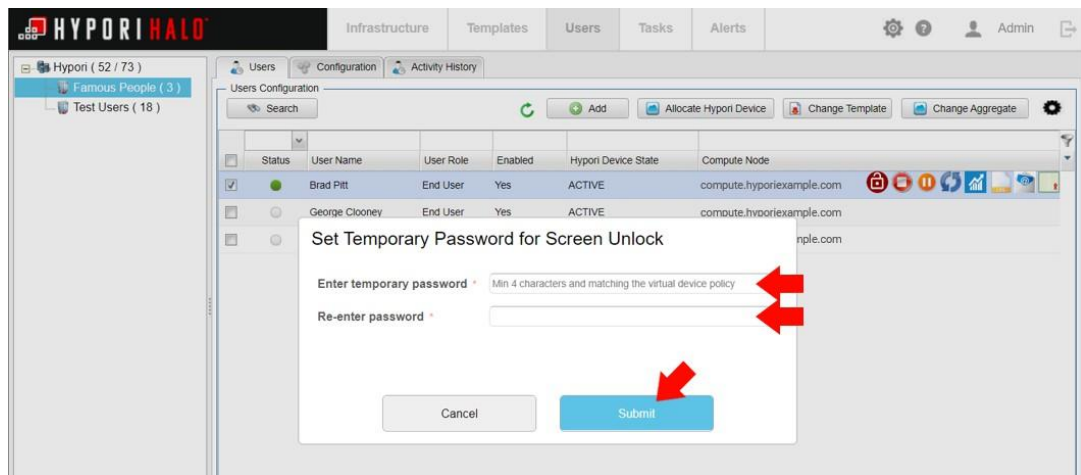 HYPORI HALO
Infrastructure Templates Users Tasks Alerts Admin
Hypori ( 52 / 73 )
Famous People ( 3 )
Test Users ( 18 )
Users Configuration Activity History
Users Configuration
Search Add Allocate Hypori Device Change Template Change Aggregate
Status User Name User Role Enabled Hypori Device State Compute Node
Brad Pitt End User Yes ACTIVE compute.hyporiexample.com
George Clooney End User Yes ACTIVE compute.hyporiexample.com
mple.com
Set Temporary Password for Screen Unlock
Enter temporary password * Min 4 characters and matching the virtual device policy
Re-enter password *
Cancel Submit